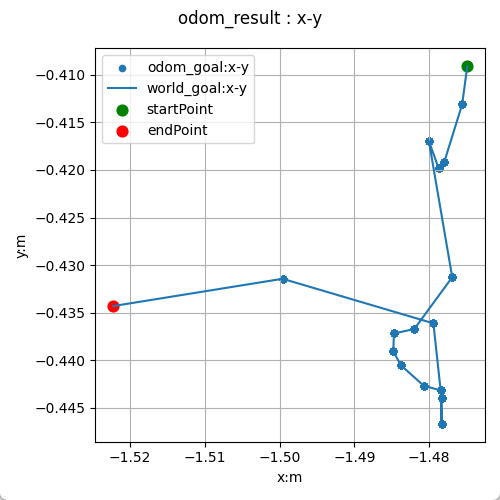 odom_result : x-y
odom_goal:x-y
world_goal:x-y
startPoint
endPoint
−0.410
−0.415
−0.420
−0.425
−0.430
−0.435
−0.440
−0.445
y:m
−1.52
−1.51
−1.50
−1.49
−1.48
x:m